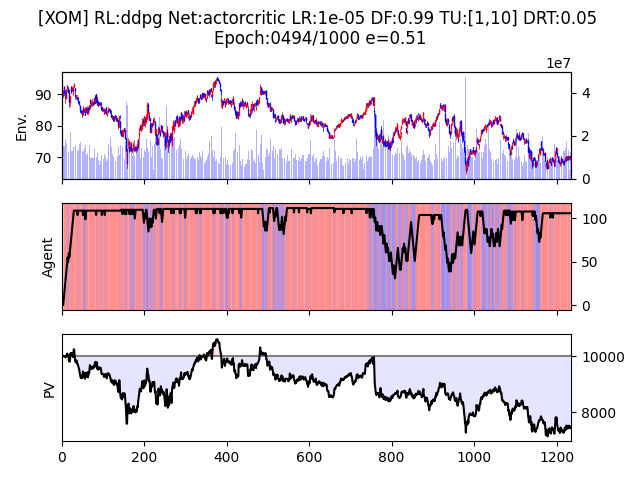 [XOM] RL:ddpg Net:actorcritic LR:1e-05 DF:0.99 TU:[1,10] DRT:0.05
Epoch:0494/1000 e=0.51
1e7
90
80
70
Env.
4
2
0
Agent
100
50
0
PV
10000
8000
0 200 400 600 800 1000 1200